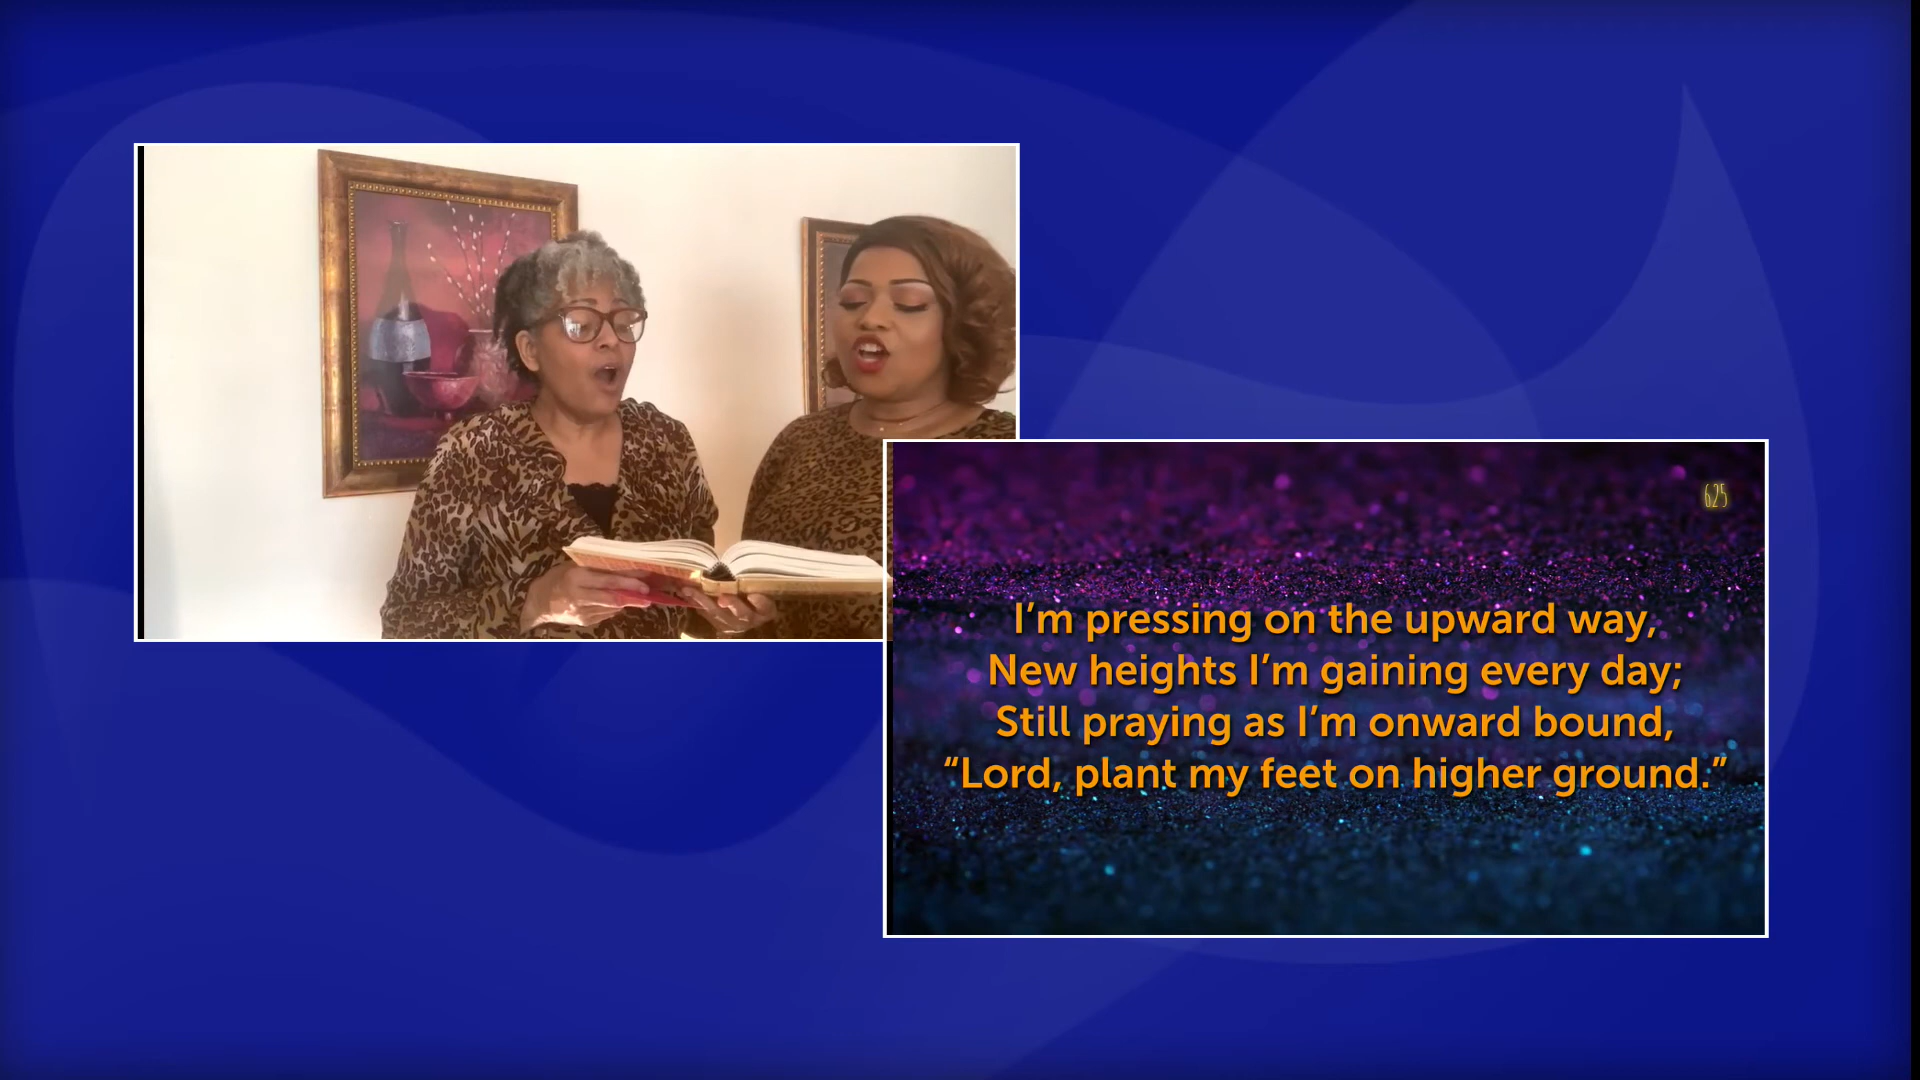 625
I’m pressing on the upward way,
New heights I’m gaining every day;
Still praying as I’m onward bound,
“Lord, plant my feet on higher ground.”